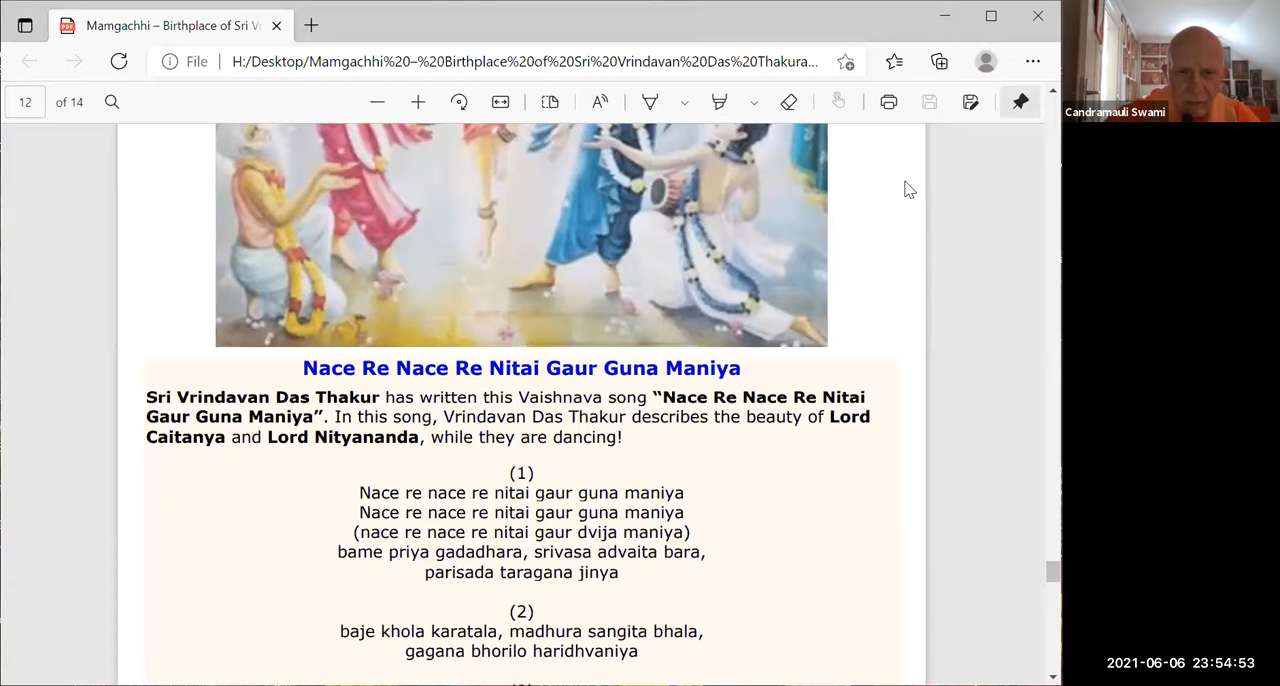 Mamgachhi – Birthplace of Sri V
File
H:/Desktop/Mamgachhi%20–%20Birthplace%20of%20Sri%20Vrindavan%20Das%20Thakura...
12 of 14
Candramauli Swami
Nace Re Nace Re Nitai Gaur Guna Maniya
Sri Vrindavan Das Thakur has written this Vaishnava song “Nace Re Nace Re Nitai
Gaur Guna Maniya”. In this song, Vrindavan Das Thakur describes the beauty of Lord
Caitanya and Lord Nityananda, while they are dancing!
(1)
Nace re nace re nitai gaur guna maniya
Nace re nace re nitai gaur guna maniya
(nace re nace re nitai gaur dvija maniya)
bame priya gadadhara, srivasa advaita bara,
parisada taragana jinya
(2)
baje khola karatala, madhura sangita bhala,
gagana bhorilo haridhvaniya
2021-06-06 23:54:53